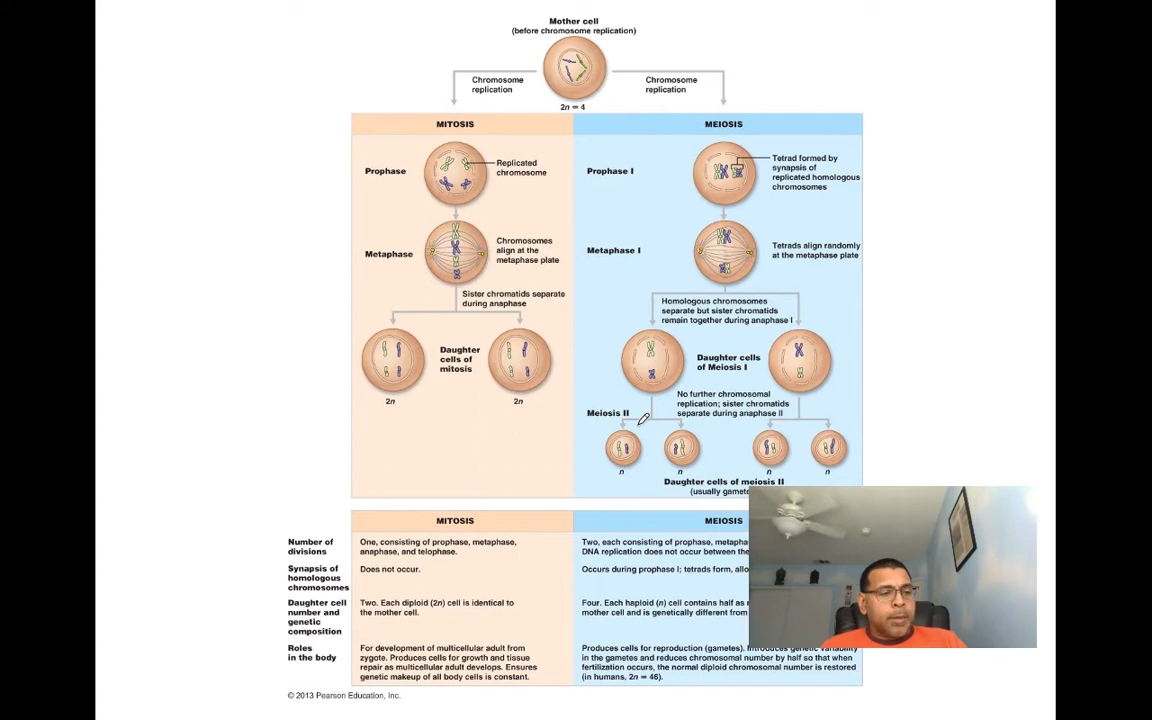 Mother cell
(before chromosome replication)
Chromosome
replication
Chromosome
replication
2n = 4
MITOSIS
MEIOSIS
Prophase
Replicated
chromosome
Prophase I
Tetrad formed by
synapsis of
replicated homologous
chromosomes
Metaphase
Chromosomes
align at the
metaphase plate
Metaphase I
Tetrads align randomly
at the metaphase plate
Sister chromatids separate
during anaphase
Homologous chromosomes
separate but sister chromatids
remain together during anaphase I
Daughter
cells of
mitosis
2n
2n
Daughter cells
of Meiosis I
No further chromosomal
replication; sister chromatids
separate during anaphase II
Meiosis II
n
n
n
n
Daughter cells of meiosis II
(usually gamete
MITOSIS
MEIOSIS
Number of
divisions
One, consisting of prophase, metaphase,
anaphase, and telophase.
Two, each consisting of prophase, metapha
DNA replication does not occur between the
Synapsis of
homologous
chromosomes
Does not occur.
Occurs during prophase I; tetrads form, allo
Daughter cell
number and
genetic
composition
Two. Each diploid (2n) cell is identical to
the mother cell.
Four. Each haploid (n) cell contains half as
mother cell and is genetically different from
Roles
in the body
For development of multicellular adult from
zygote. Produces cells for growth and tissue
repair as multicellular adult develops. Ensures
genetic makeup of all body cells is constant.
Produces cells for reproduction (gametes). Introduces genetic variability
in the gametes and reduces chromosomal number by half so that when
fertilization occurs, the normal diploid chromosomal number is restored
(in humans, 2n = 46).
© 2013 Pearson Education, Inc.